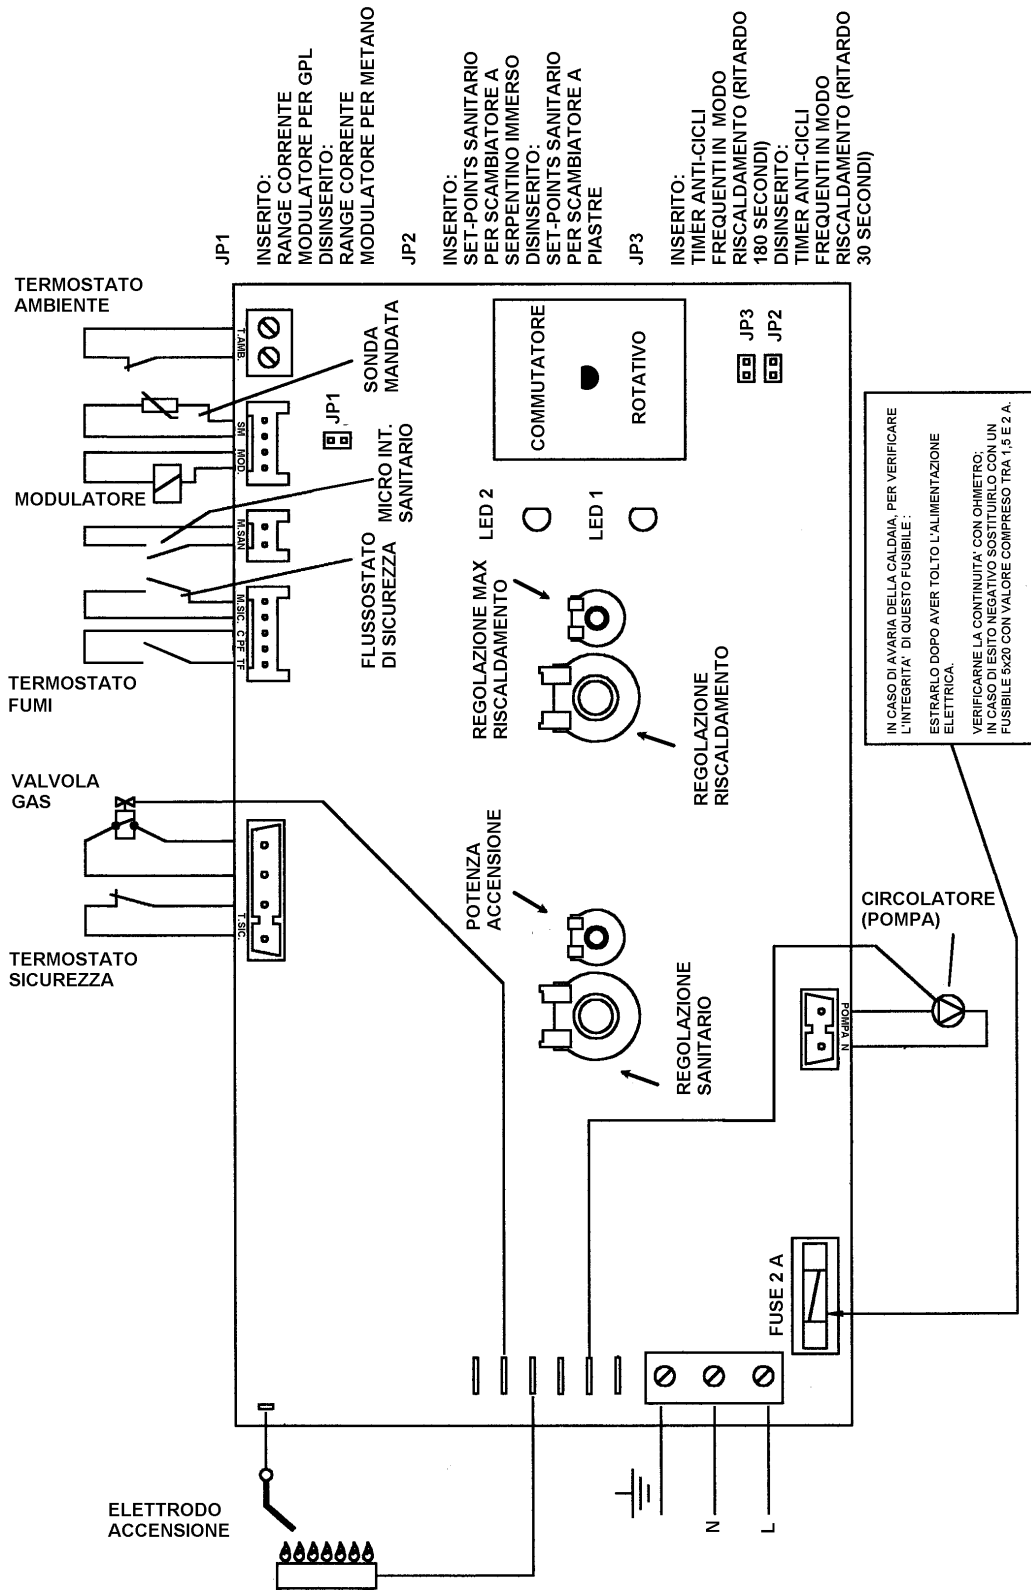 JP1
INSERITO:
RANGE CORRENTE
MODULATORE PER GPL
DISINSERITO:
RANGE CORRENTE
MODULATORE PER METANO
JP2
INSERITO:
SET-POINTS SANITARIO
PER SCAMBIATORE A
SERPENTINO IMMERSO
DISINSERITO:
SET-POINTS SANITARIO
PER SCAMBIATORE A
PIASTRE
JP3
INSERITO:
TIMER ANTI-CICLI
FREQUENTI IN MODO
RISCALDAMENTO (RITARDO
180 SECONDI)
DISINSERITO:
TIMER ANTI-CICLI
FREQUENTI IN MODO
RISCALDAMENTO (RITARDO
30 SECONDI)
TERMOSTATO
AMBIENTE
T.AMB.
SONDA
MANDATA
SM
MOD.
JP1
MODULATORE
MICRO INT.
SANITARIO
M.SAN
FLUSSOSTATO
DI SICUREZZA
M.SIC.
C PF
TF
TERMOSTATO
FUMI
VALVOLA
GAS
T.SIC.
TERMOSTATO
SICUREZZA
COMMUTATORE
ROTATIVO
JP3
JP2
LED 2
LED 1
REGOLAZIONE MAX
RISCALDAMENTO
REGOLAZIONE
RISCALDAMENTO
POTENZA
ACCENSIONE
REGOLAZIONE
SANITARIO
IN CASO DI AVARIA DELLA CALDAIA, PER VERIFICARE
L'INTEGRITA' DI QUESTO FUSIBILE :
ESTRARLO DOPO AVER TOLTO L'ALIMENTAZIONE
ELETTRICA.
VERIFICARNE LA CONTINUITA' CON OHMETRO;
IN CASO DI ESITO NEGATIVO SOSTITUIRLO CON UN
FUSIBILE 5x20 CON VALORE COMPRESO TRA 1,5 E 2 A.
CIRCOLATORE
(POMPA)
POMPA N
FUSE 2 A
N
L
ELETTRODO
ACCENSIONE